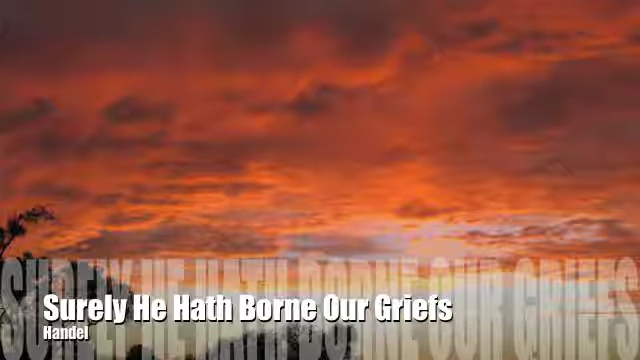 SURELY HE HATH BORNE OUR GRIEFS
Surely He Hath Borne Our Griefs
Handel